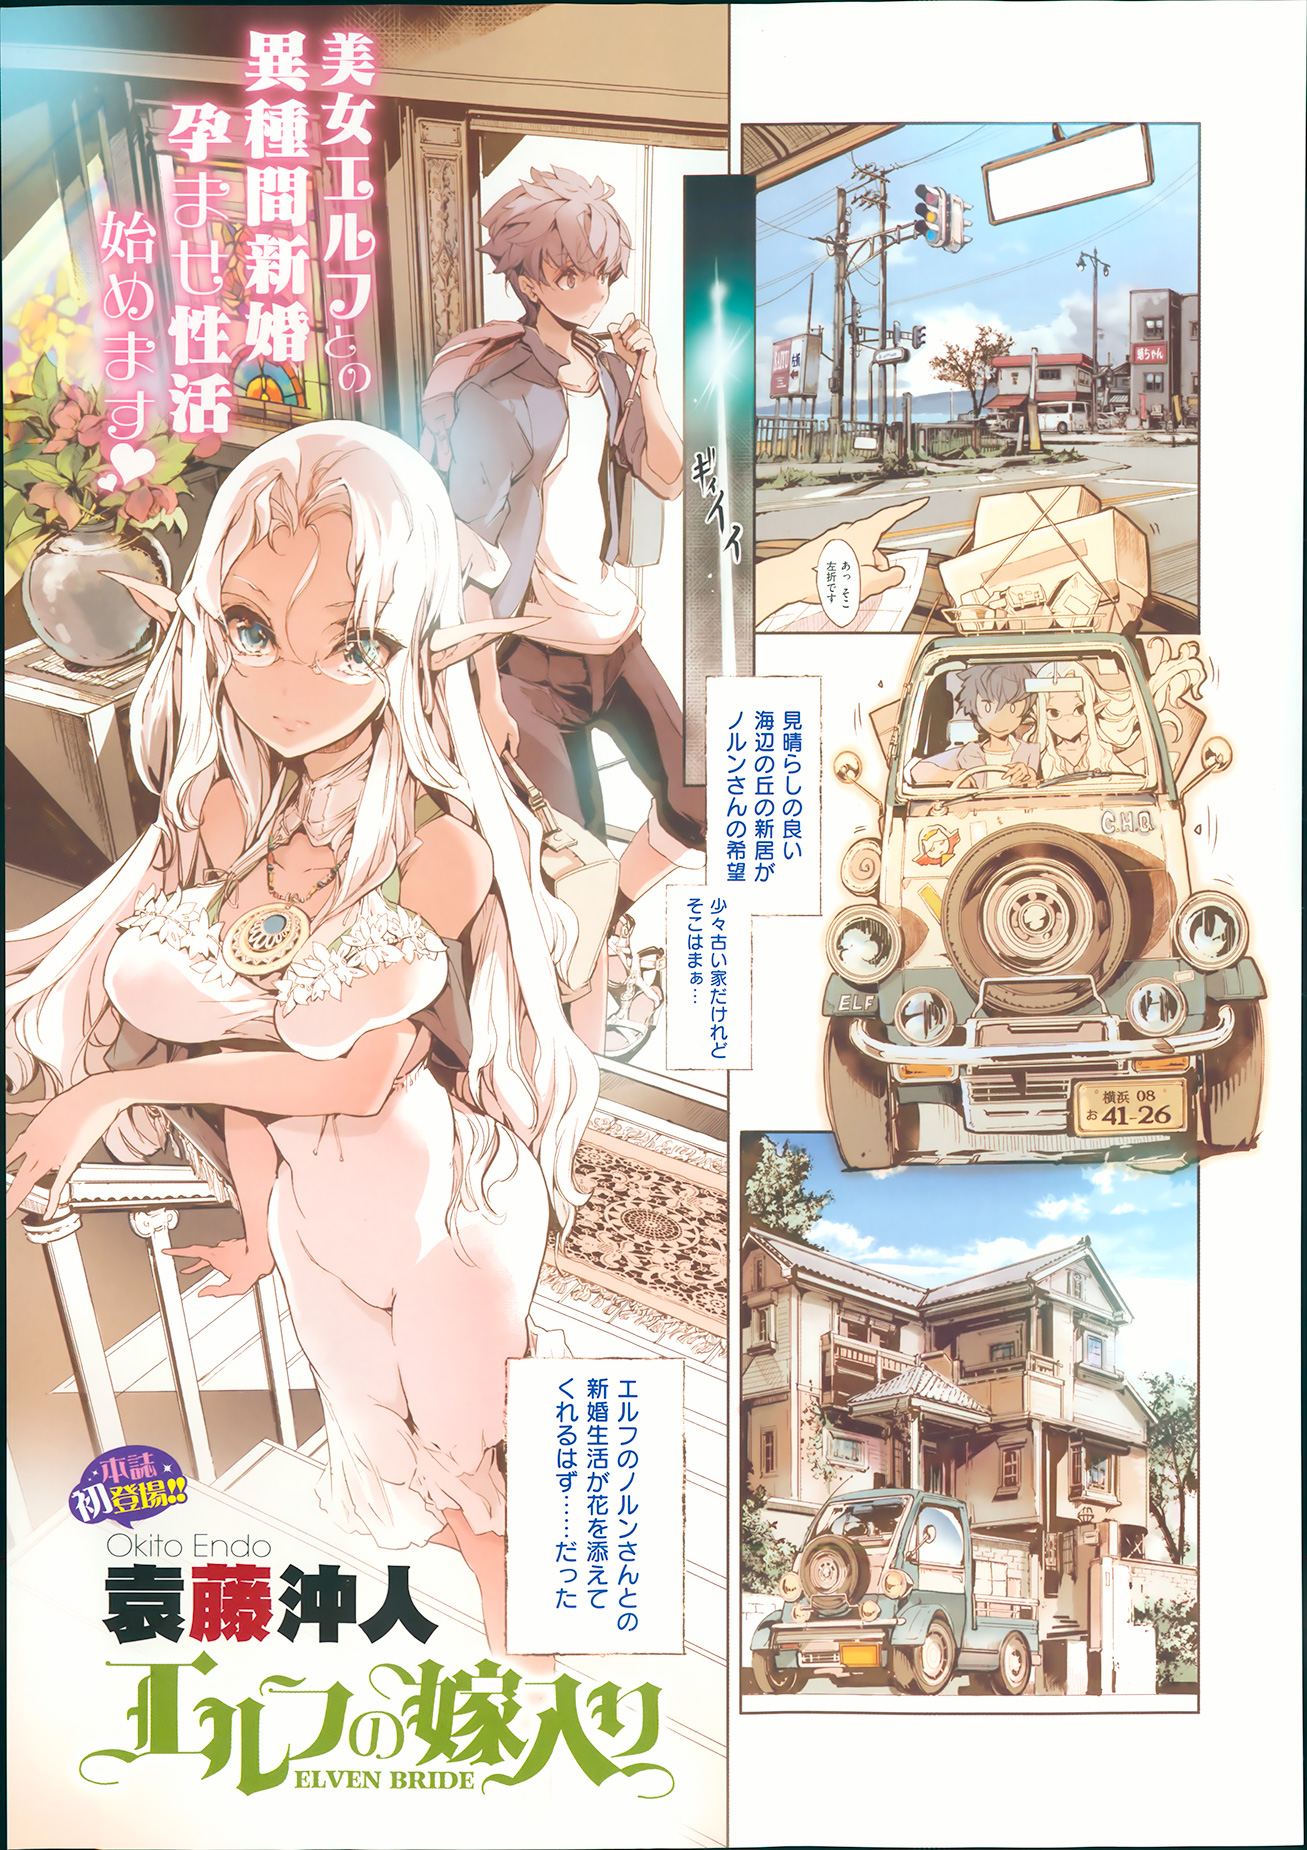 あっ そこ
左折です
C.H.Q
ELF
横浜 08
お 41-26
見晴らしの良い
海辺の丘の新居が
ノルンさんの希望
少々古い家だけれど
そこはまぁ…
ギィイイ
エルフのノルンさんとの
新婚生活が花を添えて
くれるはず……だった
美女エルフとの
異種間新婚
孕ませ性活
始めます♥
本誌
初登場!!
Okito Endo
袁藤沖人
エルフの嫁入り
ELVEN BRIDE